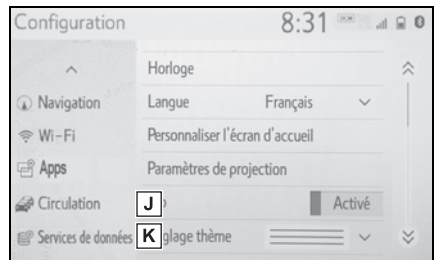 Configuration
8:31
DCM
Horloge
Navigation
Langue Français
Wi-Fi
Personnaliser l'écran d'accueil
Apps
Paramètres de projection
Circulation
J
Activé
Services de données
K
glage thème